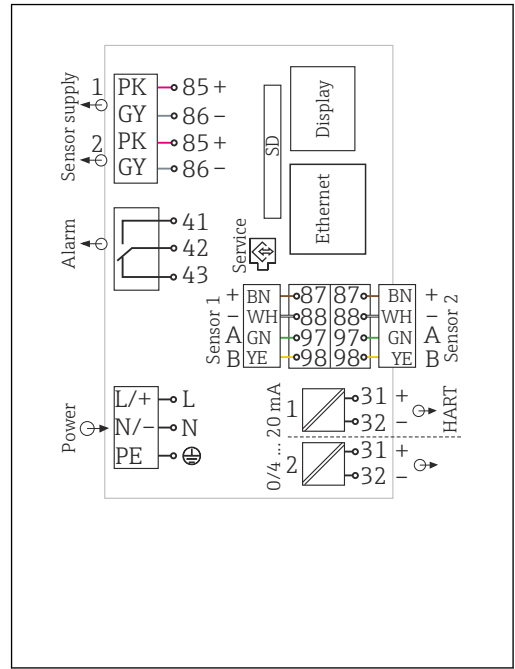 Sensor supply
1 PK 85 +
GY 86 -
2 PK 85 +
GY 86 -
Display
SD
Ethernet
Alarm
41
42
43
Service
Sensor 1
+ BN 87 87 BN +
- WH 88 88 WH -
A GN 97 97 GN A
B YE 98 98 YE B
Sensor 2
Power
L/+ L
N/- N
PE
0/4 ... 20 mA
1 31 +
32 -
HART
2 31 +
32 -